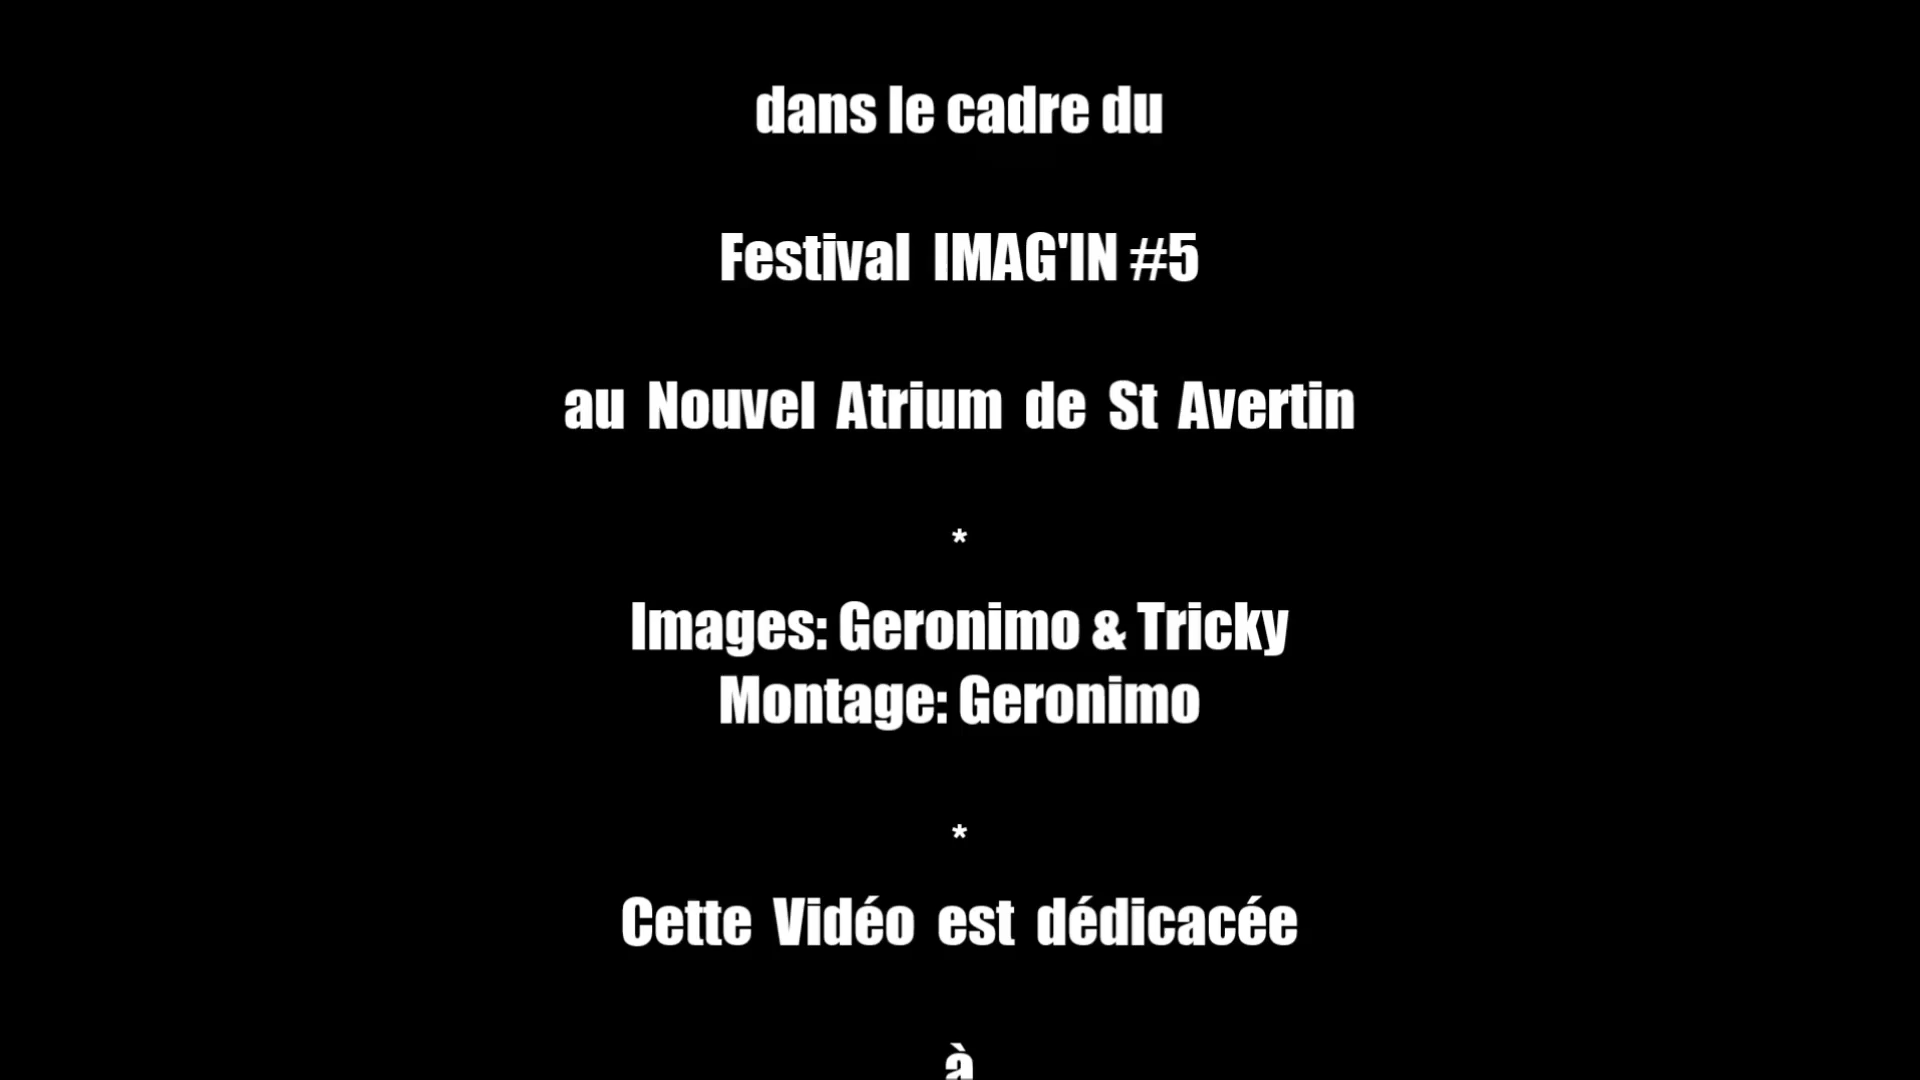 dans le cadre du
Festival IMAG'IN #5
au Nouvel Atrium de St Avertin
*
Images: Geronimo & Tricky
Montage: Geronimo
*
Cette Vidéo est dédicacée
à